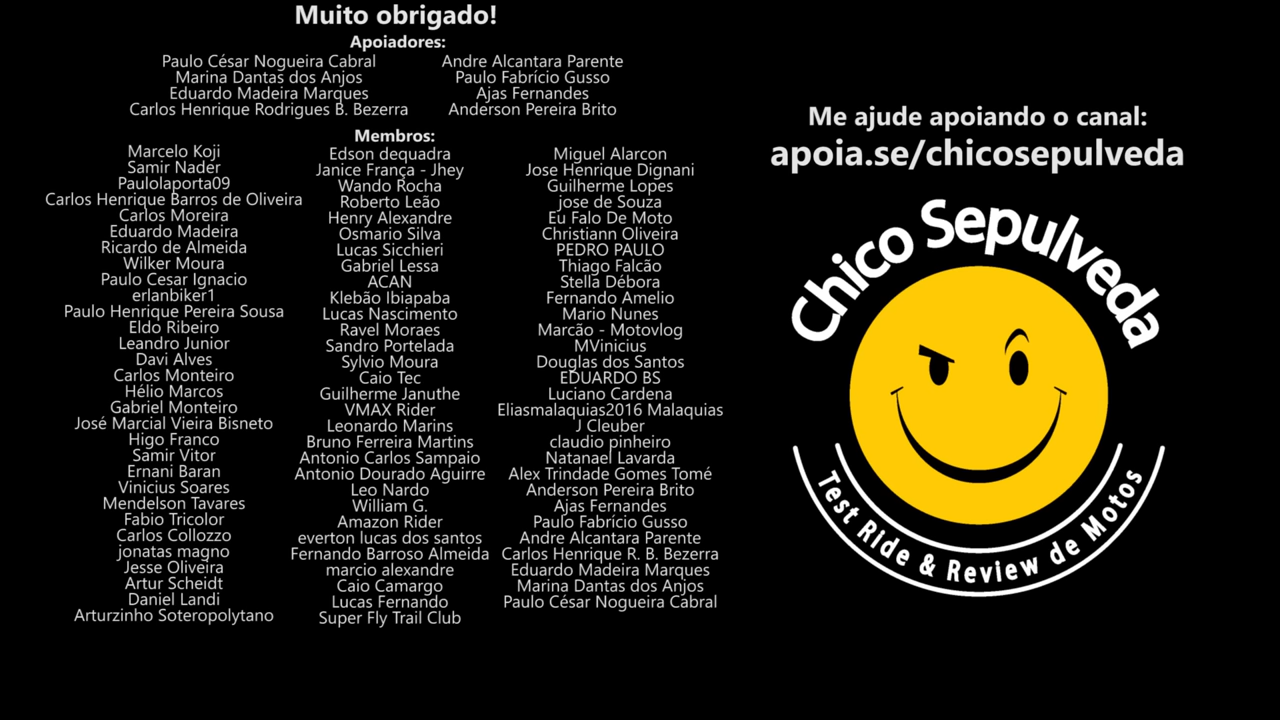 Muito obrigado!
Apoiadores:
Paulo César Nogueira Cabral
Marina Dantas dos Anjos
Eduardo Madeira Marques
Carlos Henrique Rodrigues B. Bezerra
Andre Alcantara Parente
Paulo Fabrício Gusso
Ajas Fernandes
Anderson Pereira Brito
Membros:
Marcelo Koji
Samir Nader
Paulolaporta09
Carlos Henrique Barros de Oliveira
Carlos Moreira
Eduardo Madeira
Ricardo de Almeida
Wilker Moura
Paulo Cesar Ignacio
erlanbiker1
Paulo Henrique Pereira Sousa
Eldo Ribeiro
Leandro Junior
Davi Alves
Carlos Monteiro
Hélio Marcos
Gabriel Monteiro
José Marcial Vieira Bisneto
Higo Franco
Samir Vitor
Ernani Baran
Vinicius Soares
Mendelson Tavares
Fabio Tricolor
Carlos Collozzo
jonatas magno
Jesse Oliveira
Artur Scheidt
Daniel Landi
Arturzinho Soteropolytano
Edson dequadra
Janice França - Jhey
Wando Rocha
Roberto Leão
Henry Alexandre
Osmario Silva
Lucas Sicchieri
Gabriel Lessa
ACAN
Klebão Ibiapaba
Lucas Nascimento
Ravel Moraes
Sandro Portelada
Sylvio Moura
Caio Tec
Guilherme Januthe
VMAX Rider
Leonardo Marins
Bruno Ferreira Martins
Antonio Carlos Sampaio
Antonio Dourado Aguirre
Leo Nardo
William G.
Amazon Rider
everton lucas dos santos
Fernando Barroso Almeida
marcio alexandre
Caio Camargo
Lucas Fernando
Super Fly Trail Club
Miguel Alarcon
Jose Henrique Dignani
Guilherme Lopes
jose de Souza
Eu Falo De Moto
Christiann Oliveira
PEDRO PAULO
Thiago Falcão
Stella Débora
Fernando Amelio
Mario Nunes
Marcão - Motovlog
MVinicius
Douglas dos Santos
EDUARDO BS
Luciano Cardena
Eliasmalaquias2016 Malaquias
J Cleuber
claudio pinheiro
Natanael Lavarda
Alex Trindade Gomes Tomé
Anderson Pereira Brito
Ajas Fernandes
Paulo Fabrício Gusso
Andre Alcantara Parente
Carlos Henrique R. B. Bezerra
Eduardo Madeira Marques
Marina Dantas dos Anjos
Paulo César Nogueira Cabral
Me ajude apoiando o canal:
apoia.se/chicosepulveda
Chico Sepulveda
Test Ride & Review de Motos